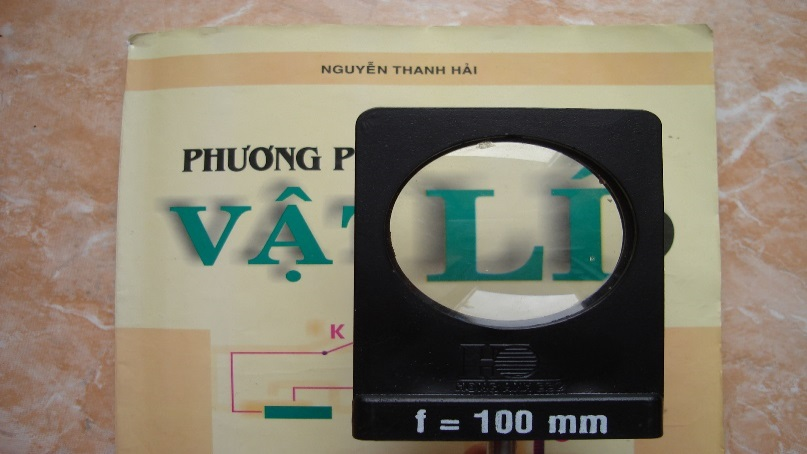 NGUYỄN THANH HẢI
PHƯƠNG P
VẬT LÍ
K
f = 100 mm